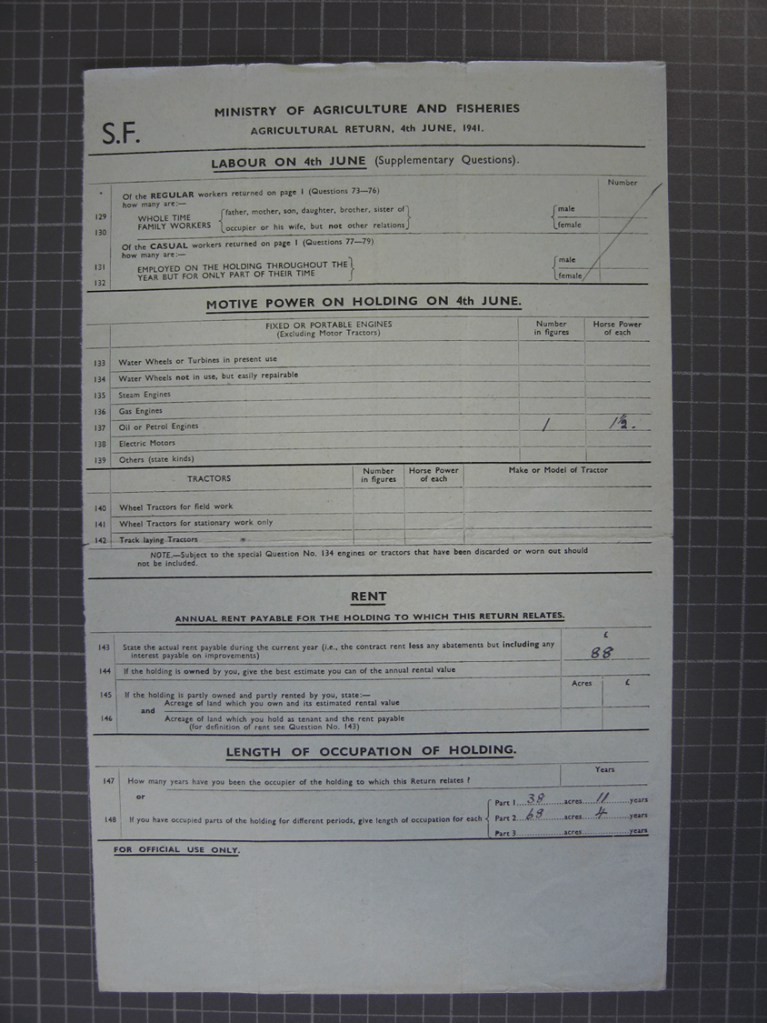 MINISTRY OF AGRICULTURE AND FISHERIES
S.F.
AGRICULTURAL RETURN, 4th JUNE, 1941.
LABOUR ON 4th JUNE (Supplementary Questions).
Number
Of the REGULAR workers returned on page 1 (Questions 73—76)
how many are:—
129 WHOLE TIME father, mother, son, daughter, brother, sister of male
130 FAMILY WORKERS occupier or his wife, but not other relations female
Of the CASUAL workers returned on page 1 (Questions 77—79)
how many are:—
131 EMPLOYED ON THE HOLDING THROUGHOUT THE male
132 YEAR BUT FOR ONLY PART OF THEIR TIME female
MOTIVE POWER ON HOLDING ON 4th JUNE.
FIXED OR PORTABLE ENGINES Number Horse Power
(Excluding Motor Tractors) in figures of each
133 Water Wheels or Turbines in present use
134 Water Wheels not in use, but easily repairable
135 Steam Engines
136 Gas Engines
137 Oil or Petrol Engines 1 1½.
138 Electric Motors
139 Others (state kinds)
TRACTORS Number in figures Horse Power of each Make or Model of Tractor
140 Wheel Tractors for field work
141 Wheel Tractors for stationary work only
142 Track laying Tractors
NOTE.—Subject to the special Question No. 134 engines or tractors that have been discarded or worn out should
not be included.
RENT
ANNUAL RENT PAYABLE FOR THE HOLDING TO WHICH THIS RETURN RELATES.
£
143 State the actual rent payable during the current year (i.e., the contract rent less any abatements but including any
interest payable on improvements) 88
144 If the holding is owned by you, give the best estimate you can of the annual rental value
Acres £
145 If the holding is partly owned and partly rented by you, state:—
Acreage of land which you own and its estimated rental value
and
146 Acreage of land which you hold as tenant and the rent payable
(for definition of rent see Question No. 143)
LENGTH OF OCCUPATION OF HOLDING.
Years
147 How many years have you been the occupier of the holding to which this Return relates?
or
Part 1 38 acres 11 years
148 If you have occupied parts of the holding for different periods, give length of occupation for each Part 2 68 acres 4 years
Part 3 acres years
FOR OFFICIAL USE ONLY.